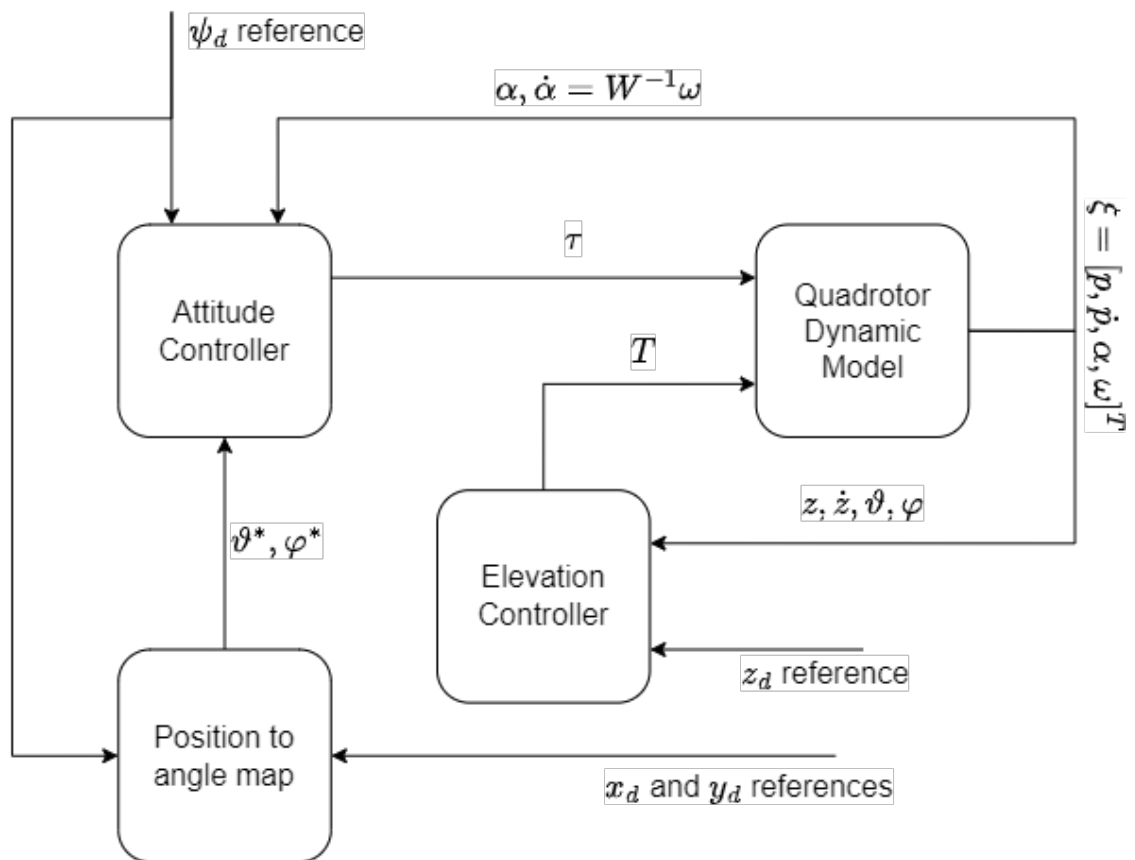 ψ_d reference
α, α̇ = W⁻¹ω
τ
Attitude
Controller
Quadrotor
Dynamic
Model
ξ = [p, ṗ, α, ω]ᵀ
T
z, ż, ϑ, φ
ϑ*, φ*
Elevation
Controller
z_d reference
Position to
angle map
x_d and y_d references